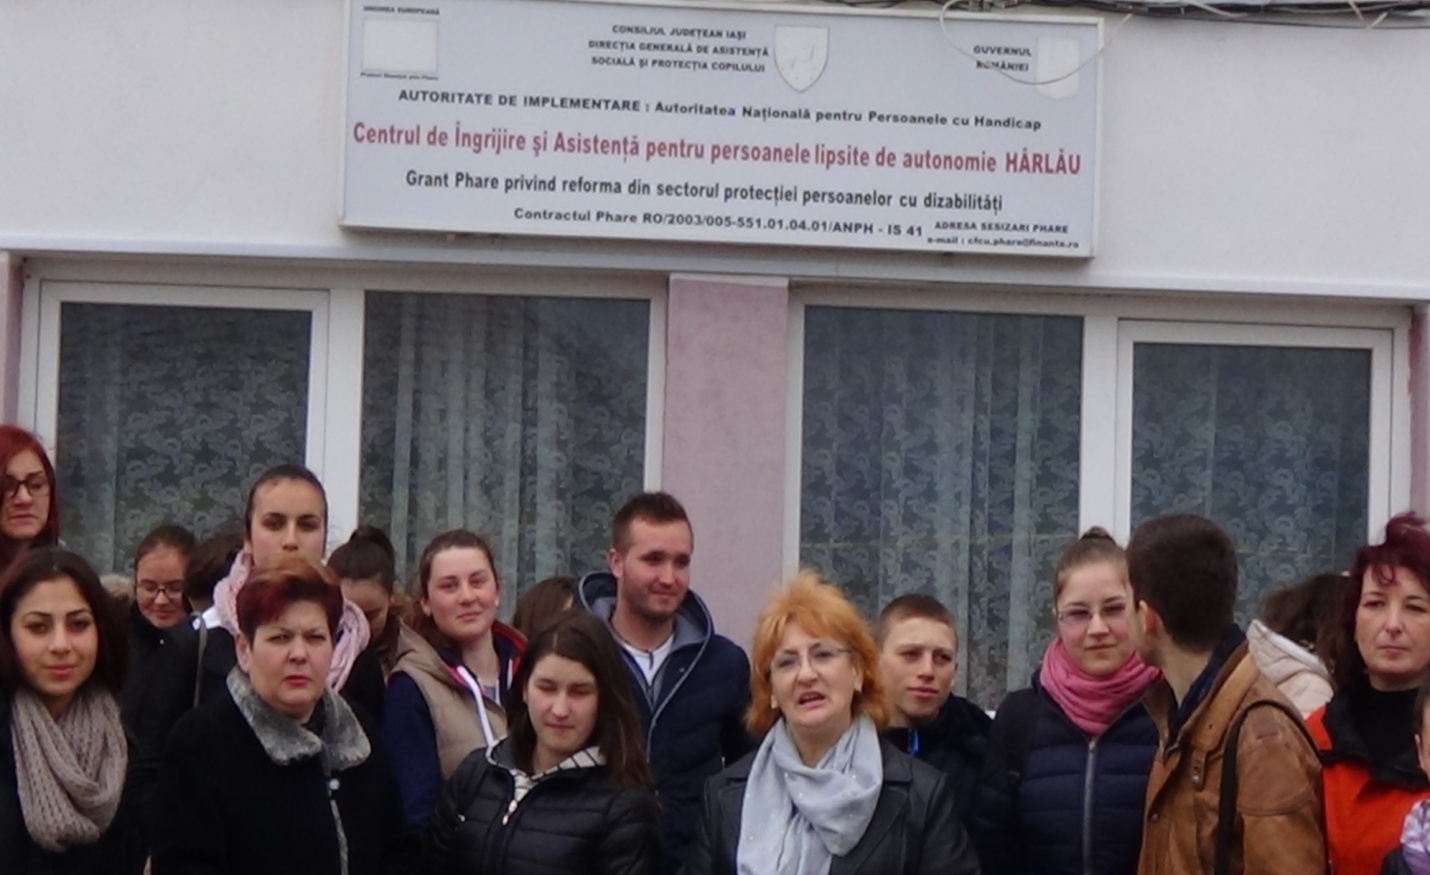 UNIUNEA EUROPEANĂ
CONSILIUL JUDEȚEAN IAȘI
DIRECȚIA GENERALĂ DE ASISTENȚĂ
SOCIALĂ ȘI PROTECȚIA COPILULUI
GUVERNUL
ROMÂNIEI
AUTORITATE DE IMPLEMENTARE : Autoritatea Națională pentru Persoanele cu Handicap
Centrul de Îngrijire și Asistență pentru persoanele lipsite de autonomie HÂRLĂU
Grant Phare privind reforma din sectorul protecției persoanelor cu dizabilități
Contractul Phare RO/2003/005-551.01.04.01/ANPH - IS 41
ADRESA SESIZARI PHARE
e-mail : cfcu.phare@finante.ro